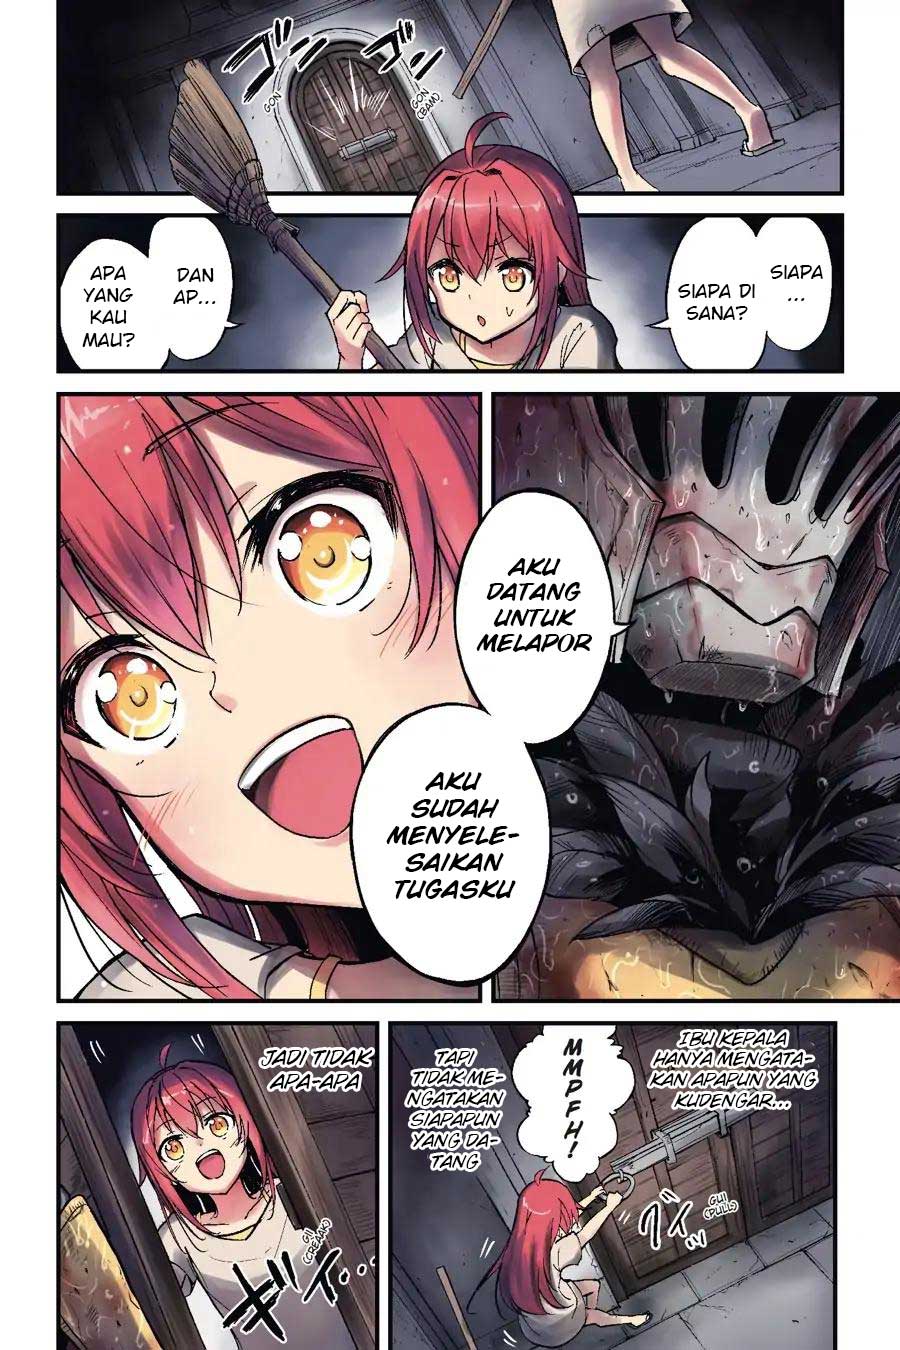 ゴン
GON
ゴン
GON
(BAM)
SIAPA
...
SIAPA DI
SANA?
DAN
AP...
APA
YANG
KAU
MAU?
AKU
DATANG
UNTUK
MELAPOR
AKU
SUDAH
MENYELE-
SAIKAN
TUGASKU
IBU KEPALA
HANYA MENGATA-
KAN APAPUN YANG
KUDENGAR...
MMPFH!
TAPI
TIDAK ME-
NGATAKAN
SIAPAPUN
YANG DA-
TANG
グイ
GUI
(PULL)
JADI TIDAK
APA-APA
GII
(CREAK)
ギィ...